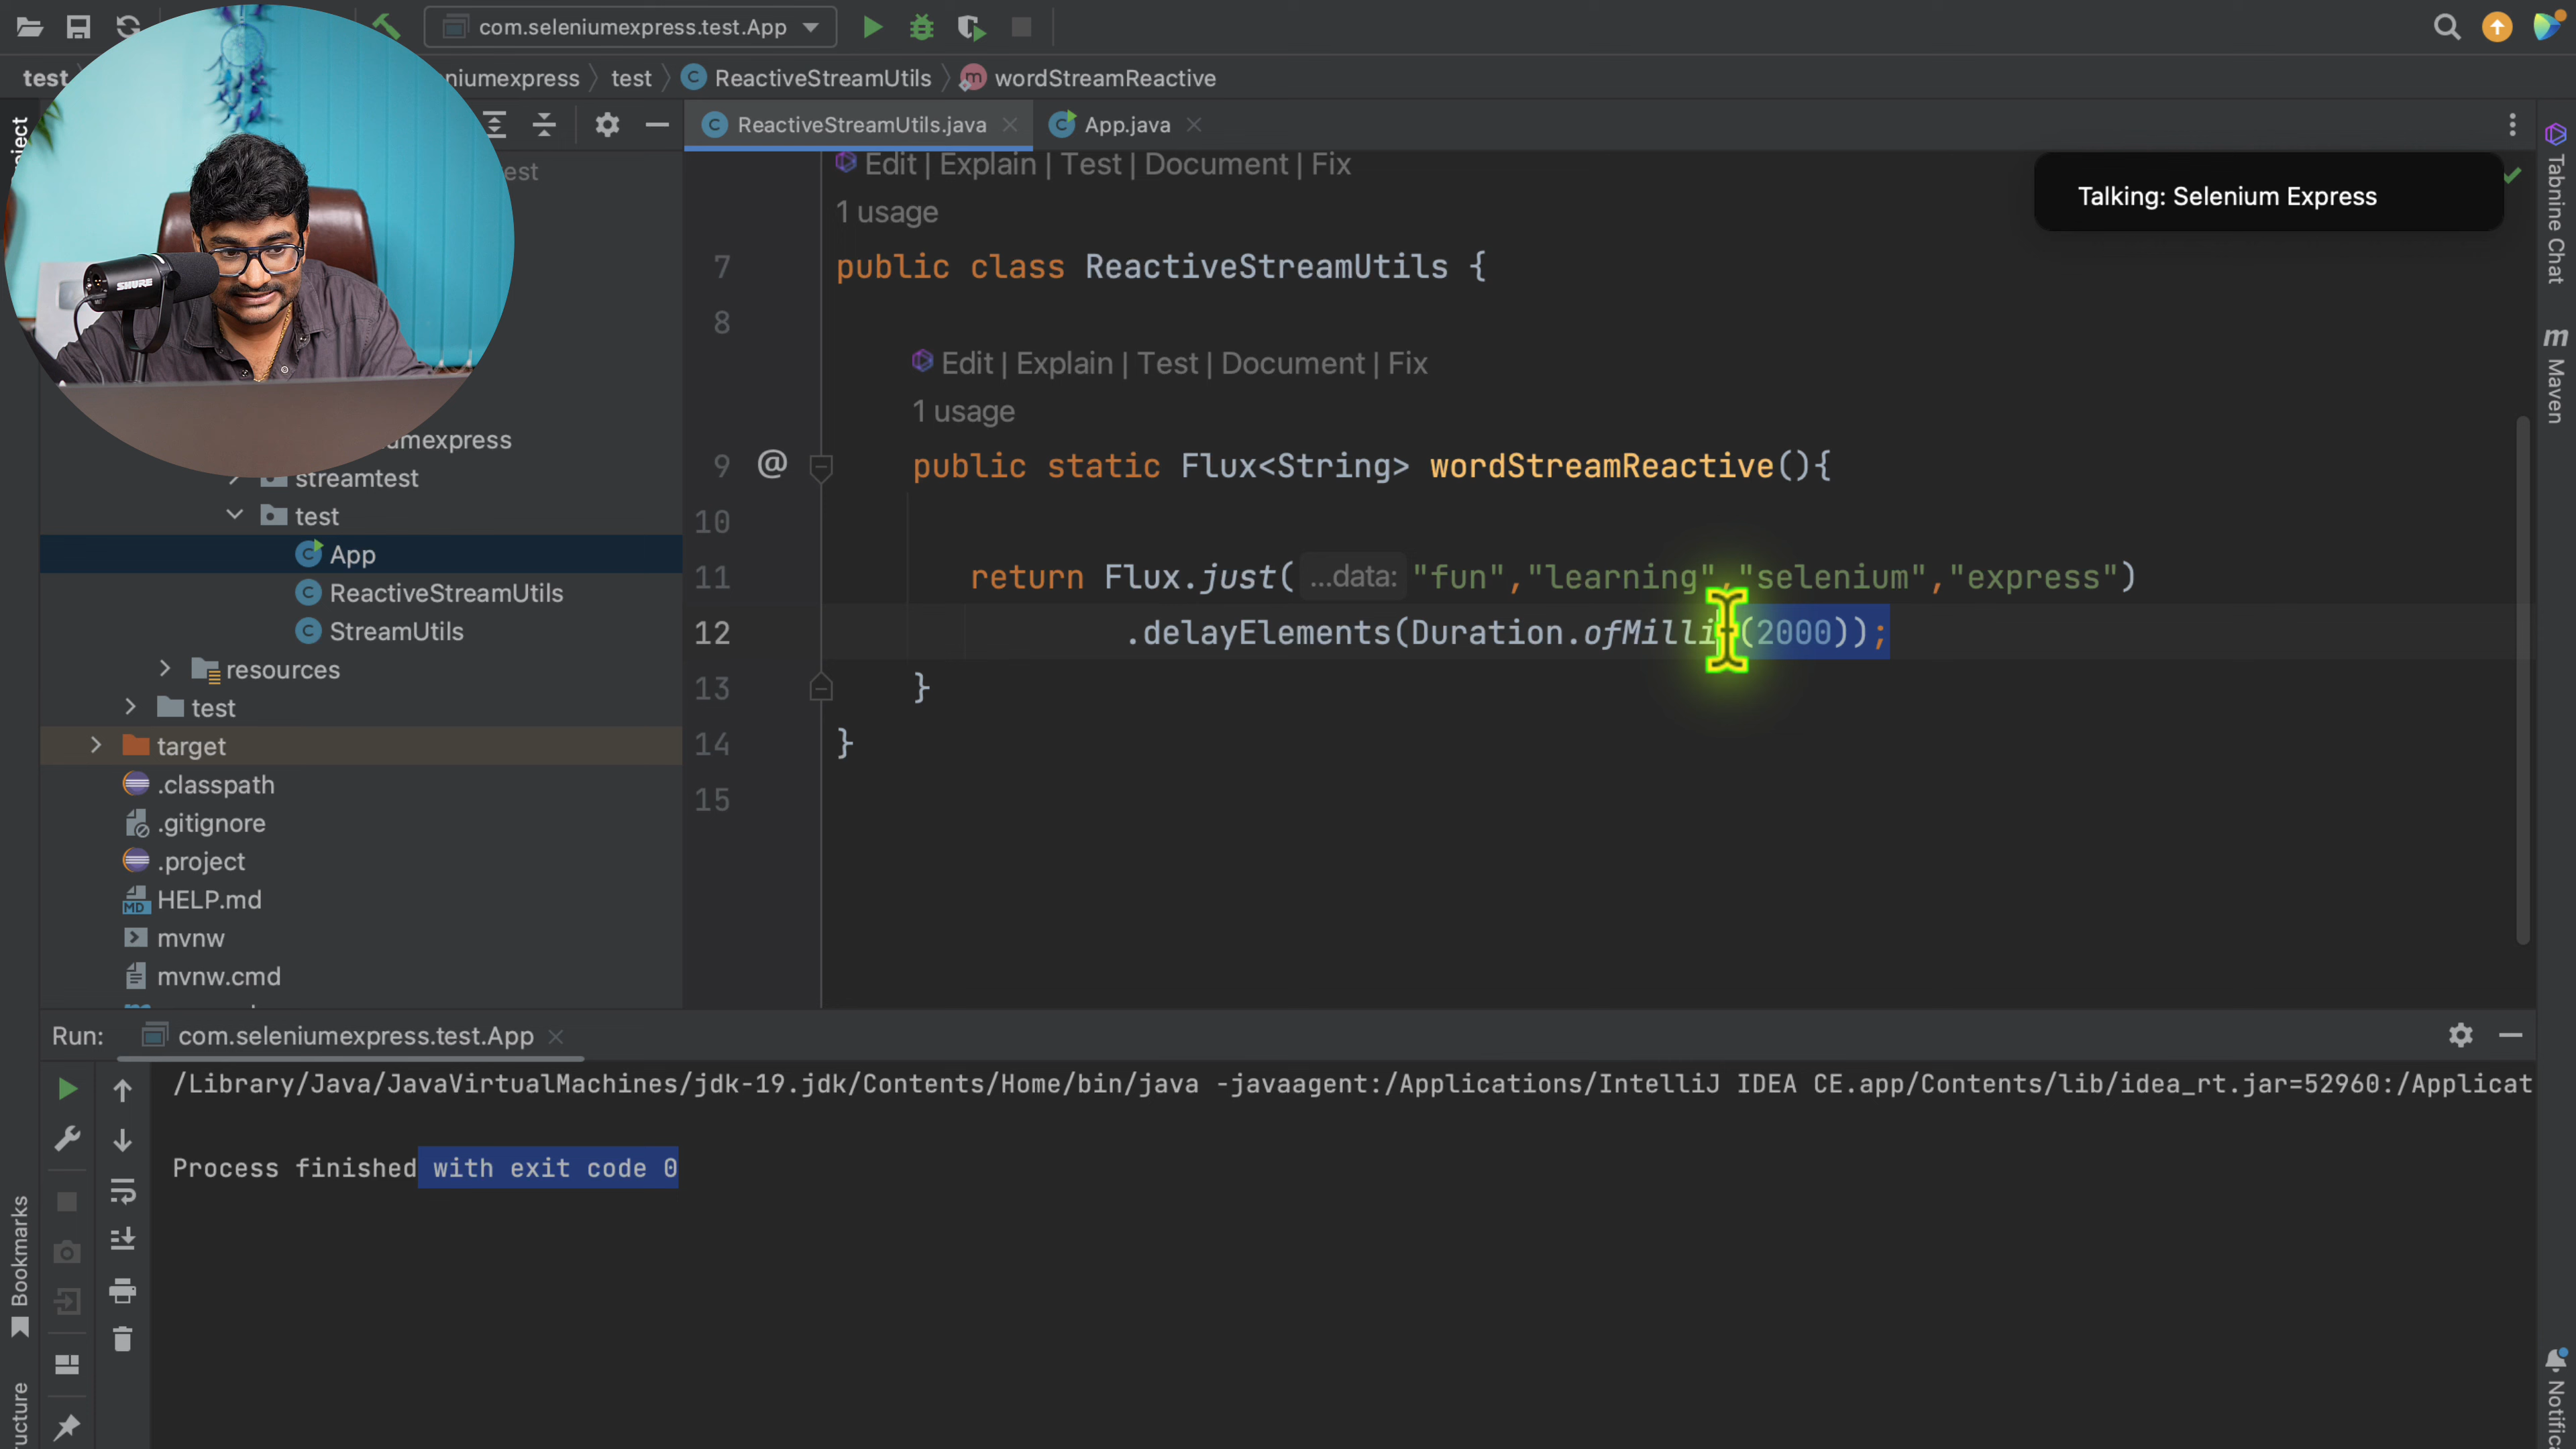 com.seleniumexpress.test.App
test
niumexpress
test
ReactiveStreamUtils
wordStreamReactive
ReactiveStreamUtils.java
App.java
est
Talking: Selenium Express
Edit | Explain | Test | Document | Fix
1 usage
7 public class ReactiveStreamUtils {
8
Edit | Explain | Test | Document | Fix
1 usage
9 @ public static Flux<String> wordStreamReactive(){
10
11 return Flux.just( ...data: "fun","learning","selenium","express")
12 .delayElements(Duration.ofMillis(2000));
13 }
14 }
15
SHURE
umexpress
streamtest
test
App
ReactiveStreamUtils
StreamUtils
resources
test
target
.classpath
.gitignore
.project
HELP.md
mvnw
mvnw.cmd
Tabnine Chat
m Maven
Run: com.seleniumexpress.test.App
/Library/Java/JavaVirtualMachines/jdk-19.jdk/Contents/Home/bin/java -javaagent:/Applications/IntelliJ IDEA CE.app/Contents/lib/idea_rt.jar=52960:/Applicat
Process finished with exit code 0
Bookmarks
ucture
Notific